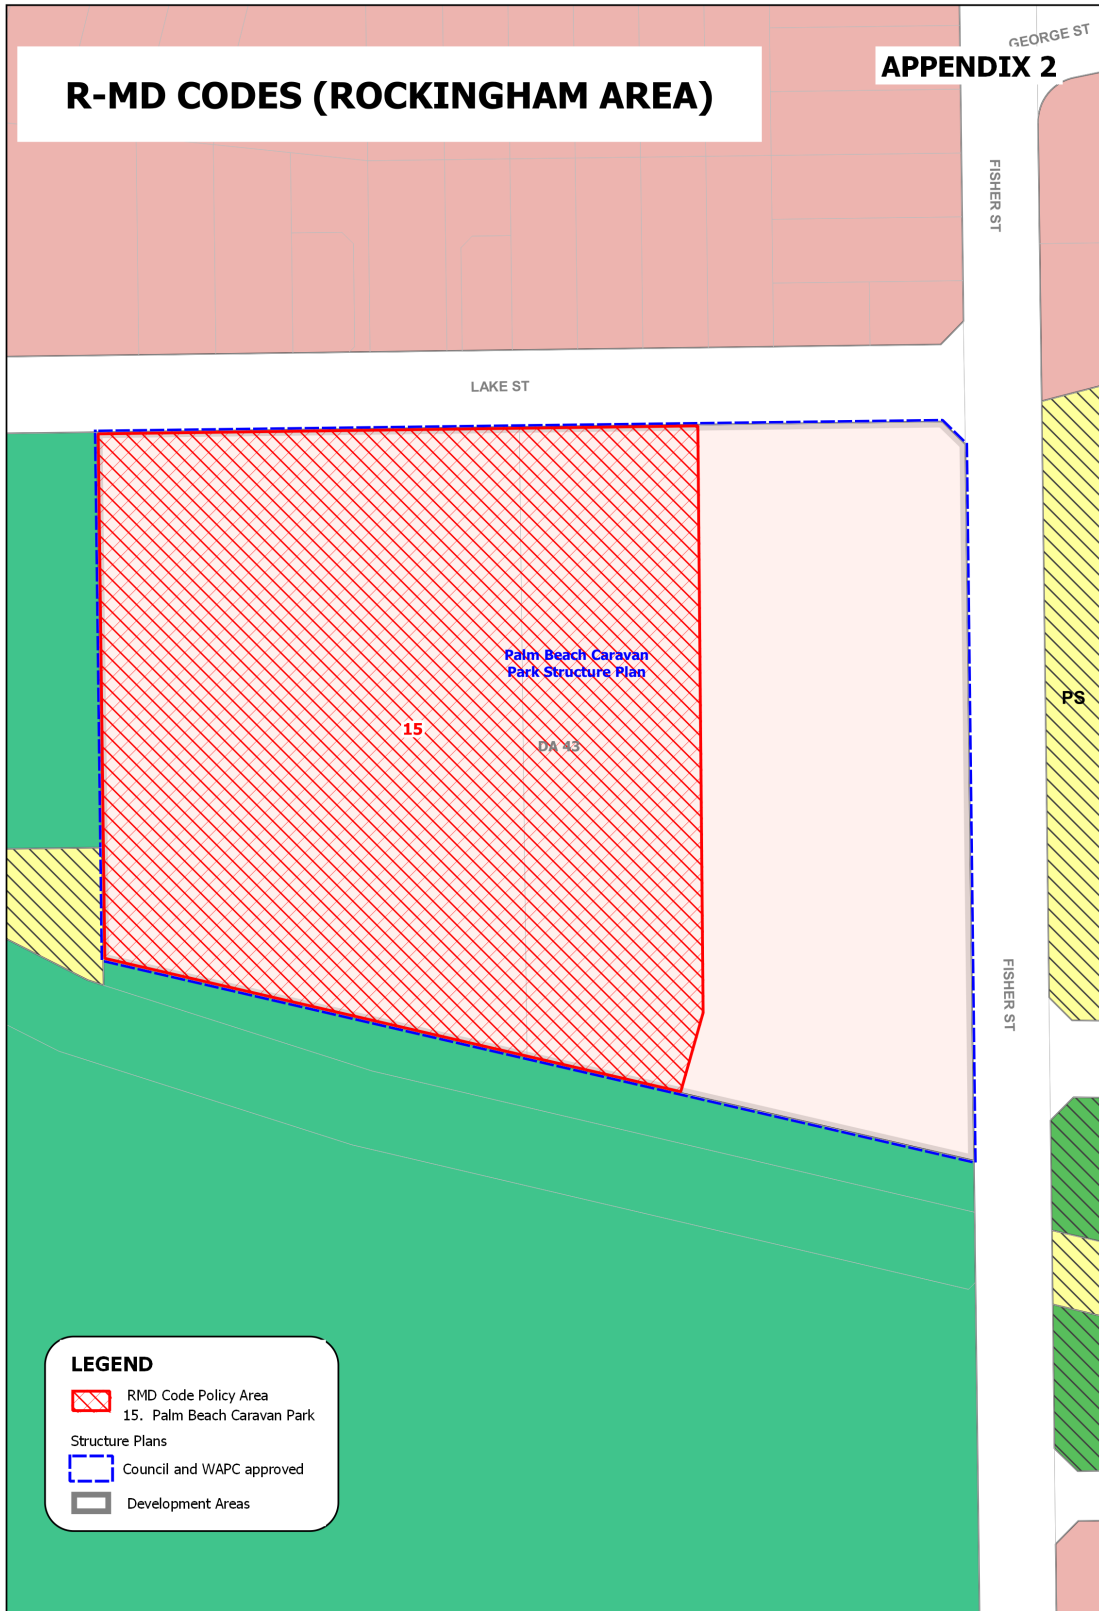 GEORGE ST
APPENDIX 2
R-MD CODES (ROCKINGHAM AREA)
FISHER ST
LAKE ST
Palm Beach Caravan
Park Structure Plan
PS
15
DA 43
FISHER ST
LEGEND
RMD Code Policy Area
15. Palm Beach Caravan Park
Structure Plans
Council and WAPC approved
Development Areas